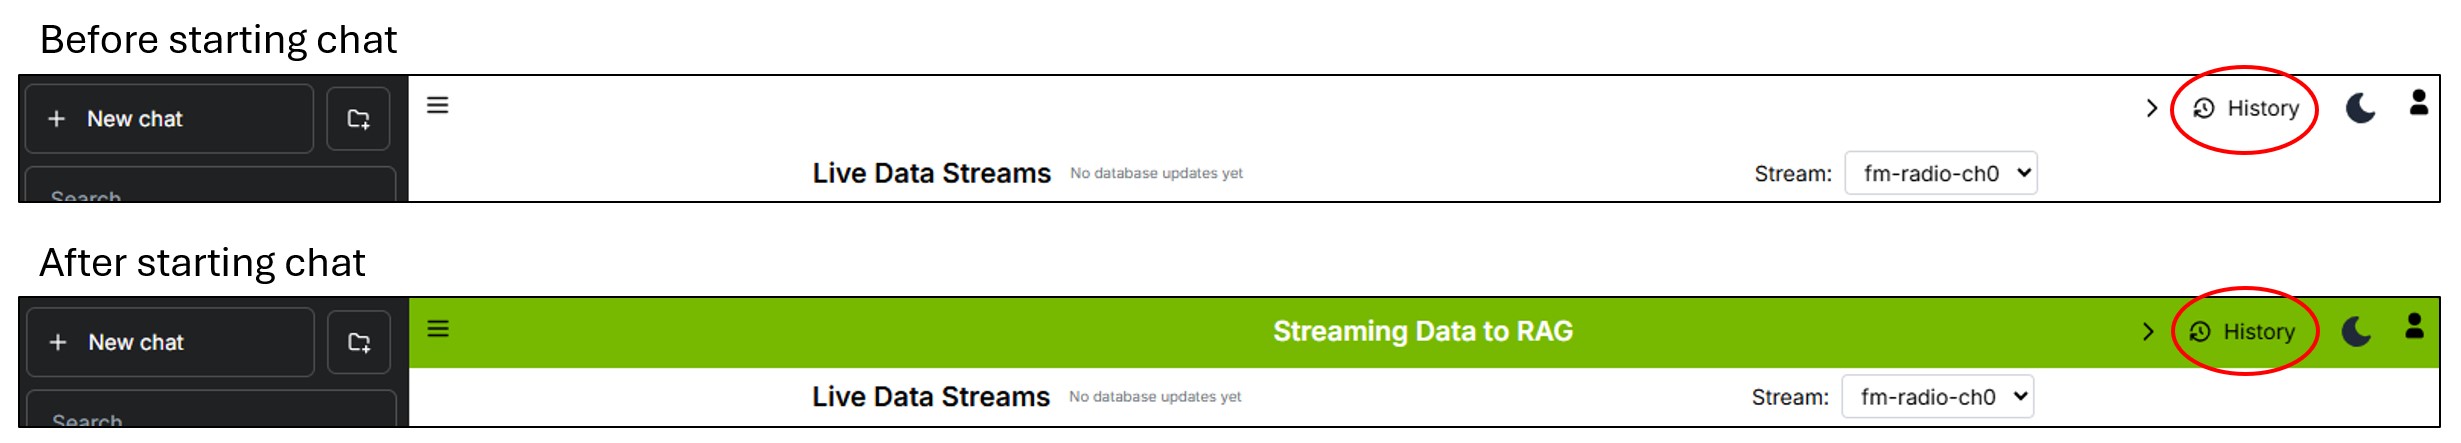 Before starting chat
+ New chat
History
Live Data Streams No database updates yet Stream: fm-radio-ch0
Search
After starting chat
+ New chat Streaming Data to RAG History
Live Data Streams No database updates yet Stream: fm-radio-ch0
Search